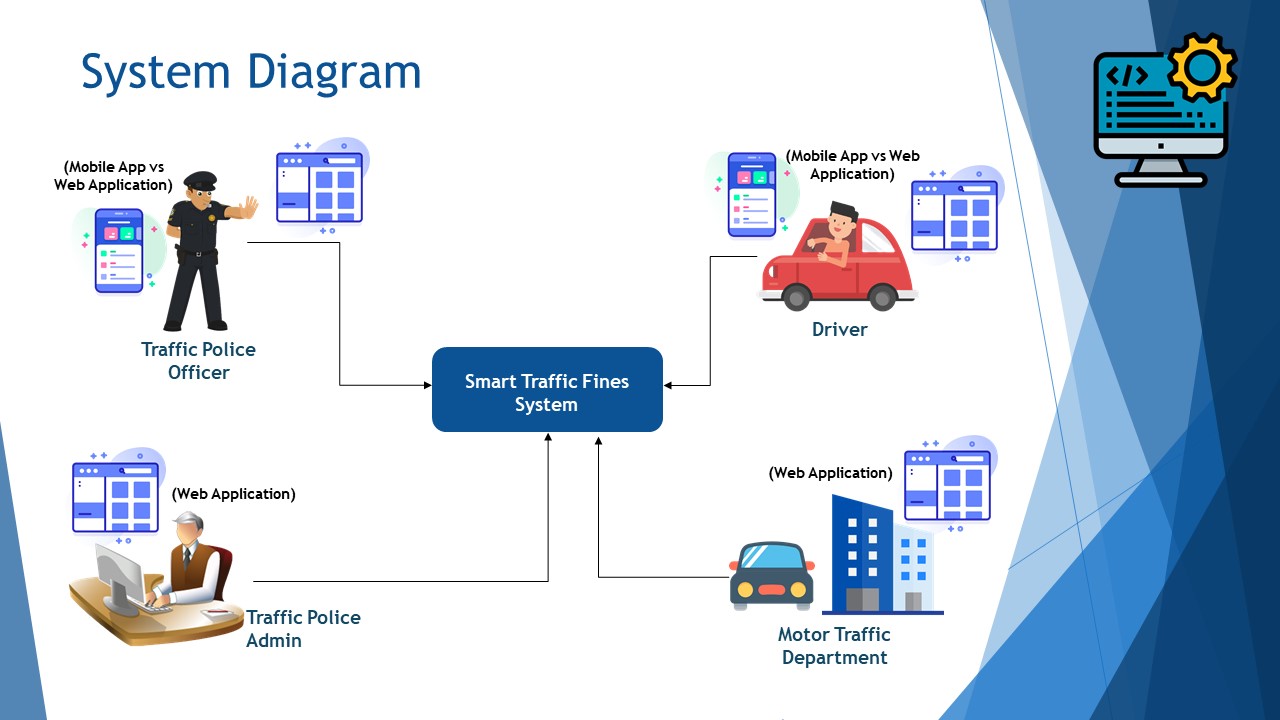 System Diagram
(Mobile App vs
Web Application)
Traffic Police
Officer
(Mobile App vs Web
Application)
Driver
Smart Traffic Fines
System
(Web Application)
Traffic Police
Admin
(Web Application)
Motor Traffic
Department